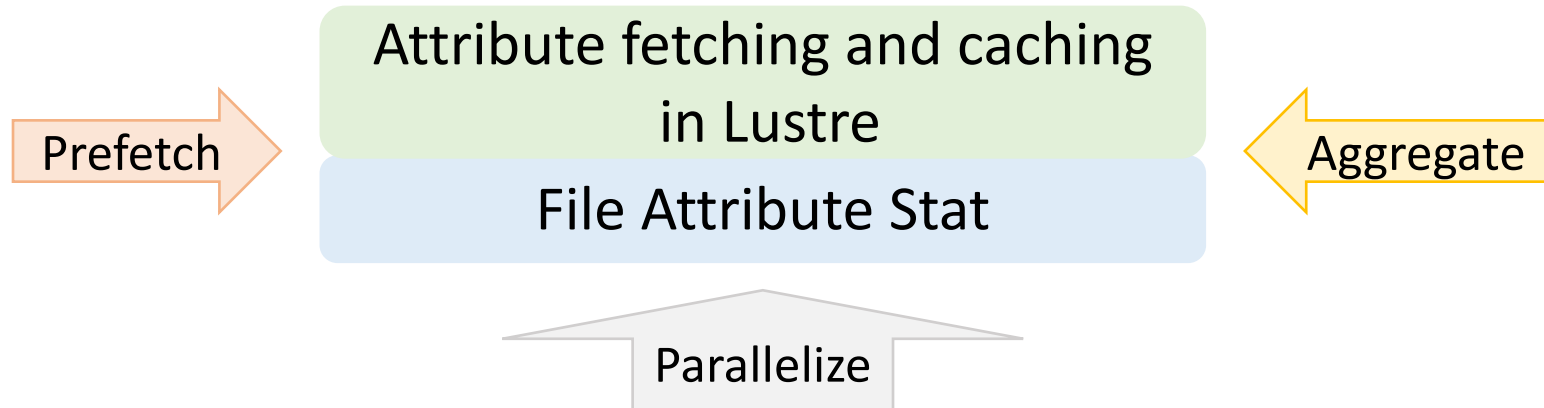 Attribute fetching and caching
in Lustre
Prefetch
Aggregate
File Attribute Stat
Parallelize